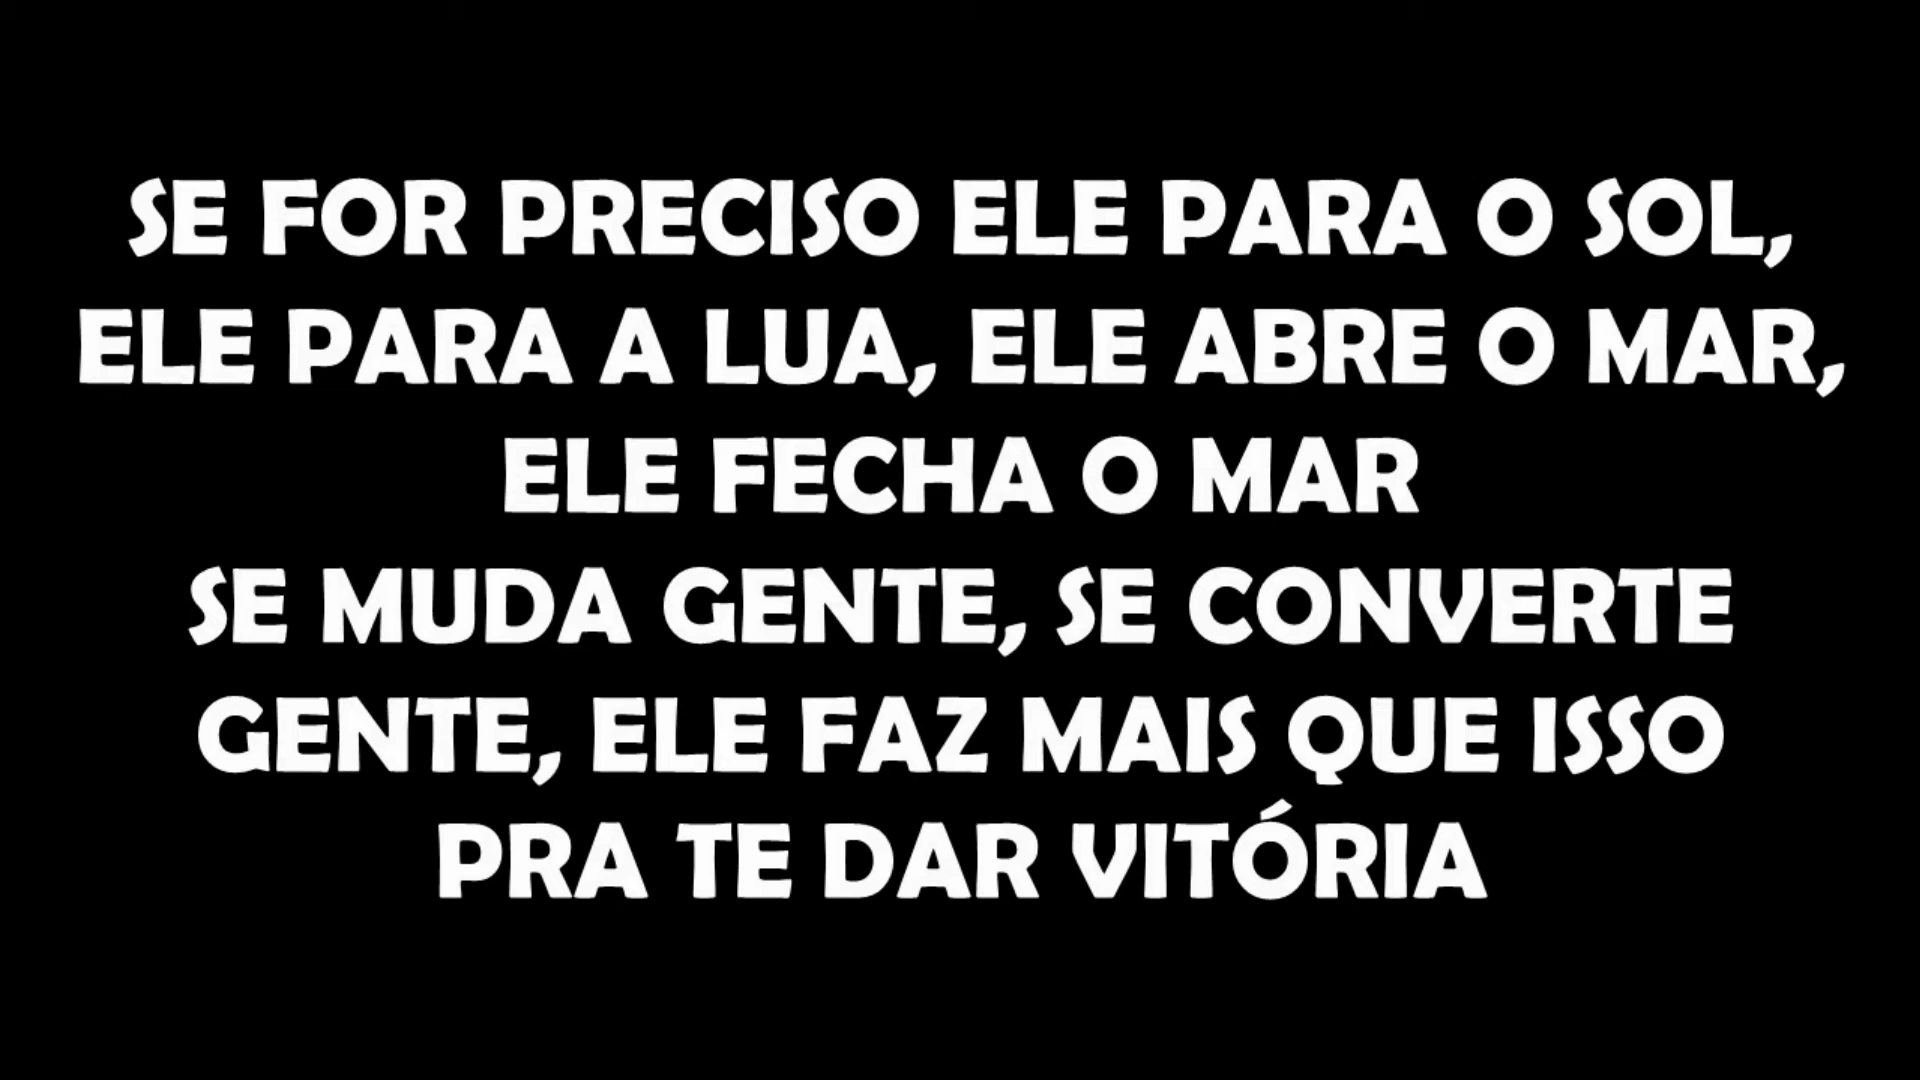 SE FOR PRECISO ELE PARA O SOL,
ELE PARA A LUA, ELE ABRE O MAR,
ELE FECHA O MAR
SE MUDA GENTE, SE CONVERTE
GENTE, ELE FAZ MAIS QUE ISSO
PRA TE DAR VITÓRIA